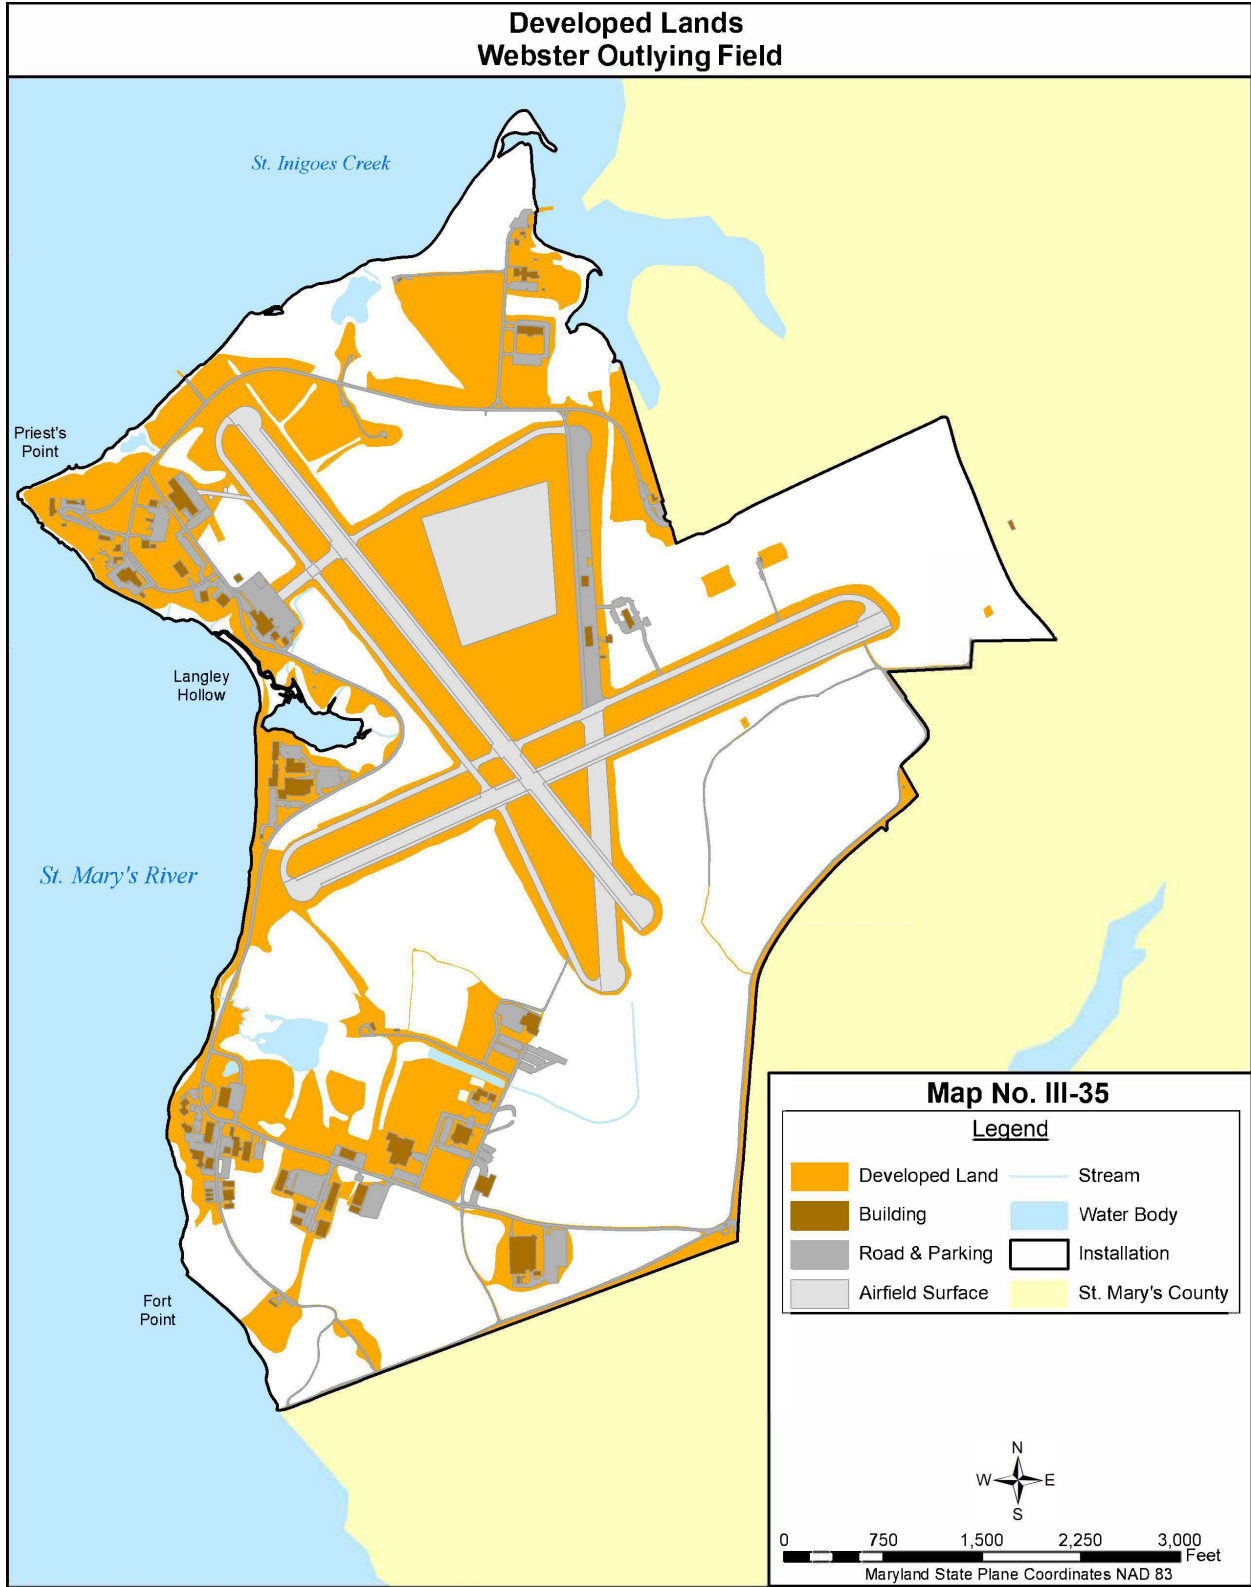 Developed Lands
Webster Outlying Field
St. Inigoes Creek
Priest's
Point
Langley
Hollow
St. Mary's River
Fort
Point
Map No. III-35
Legend
Developed Land
Stream
Building
Water Body
Road & Parking
Installation
Airfield Surface
St. Mary's County
N
W E
S
0 750 1,500 2,250 3,000
Feet
Maryland State Plane Coordinates NAD 83